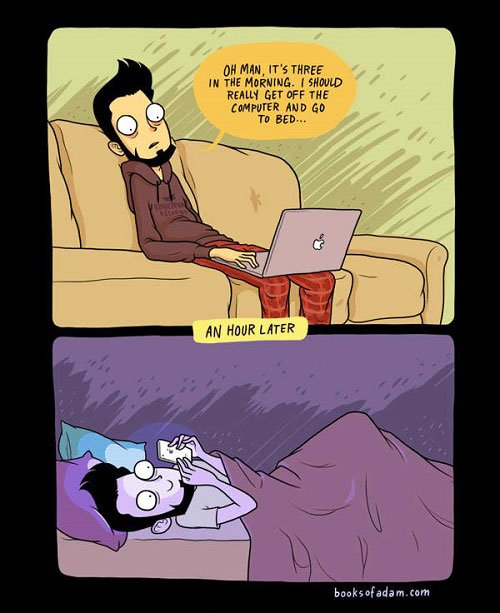 OH MAN, IT'S THREE
IN THE MORNING. I SHOULD
REALLY GET OFF THE
COMPUTER AND GO
TO BED...
AN HOUR LATER
booksofadam.com